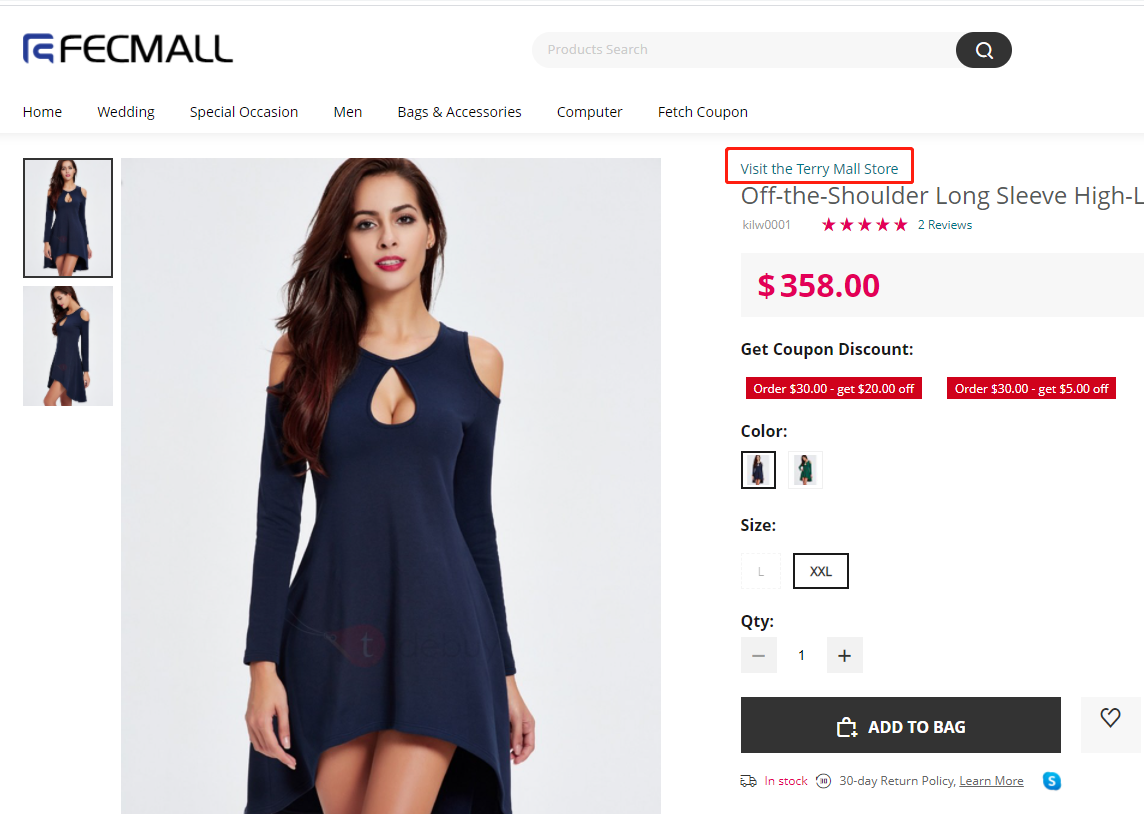 FECMALL
Products Search
Home Wedding Special Occasion Men Bags & Accessories Computer Fetch Coupon
Visit the Terry Mall Store
Off-the-Shoulder Long Sleeve High-L
kilw0001 2 Reviews
$ 358.00
Get Coupon Discount:
Order $30.00 - get $20.00 off Order $30.00 - get $5.00 off
Color:
Size:
L XXL
Qty:
− 1 +
t
ADD TO BAG
In stock 30 30-day Return Policy, Learn More S